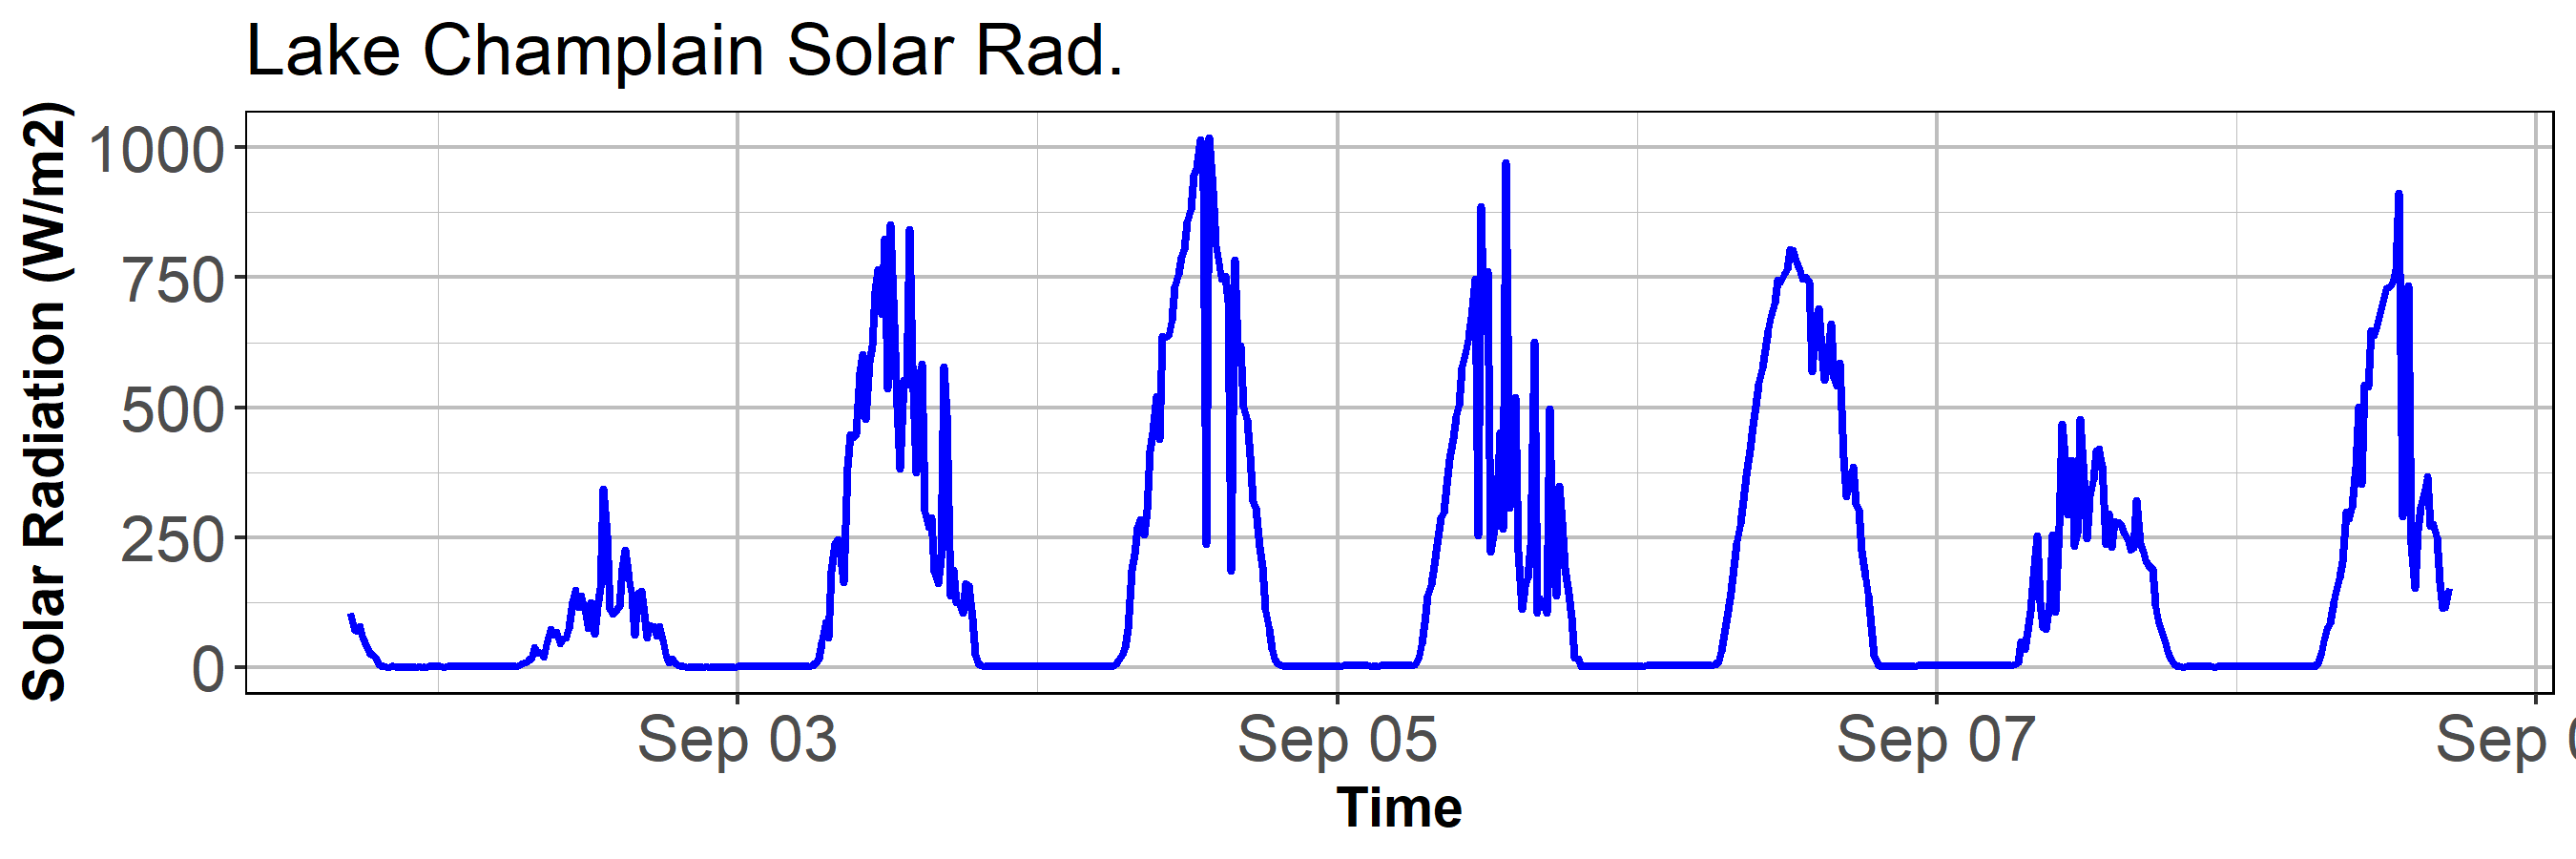 Lake Champlain Solar Rad.
Solar Radiation (W/m2)
1000
750
500
250
0
Sep 03 Sep 05 Sep 07 Sep
Time